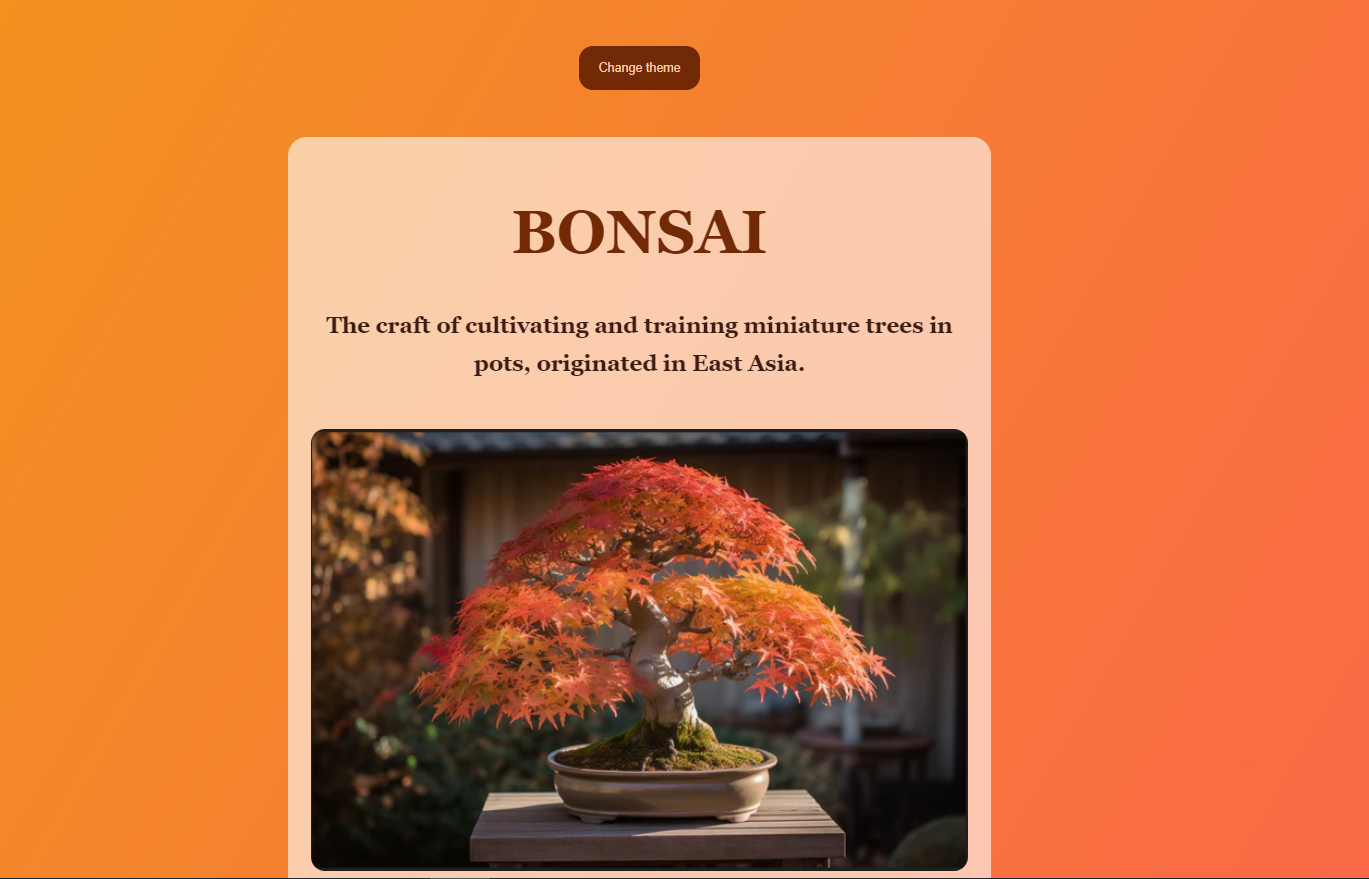 Change theme
BONSAI
The craft of cultivating and training miniature trees in
pots, originated in East Asia.